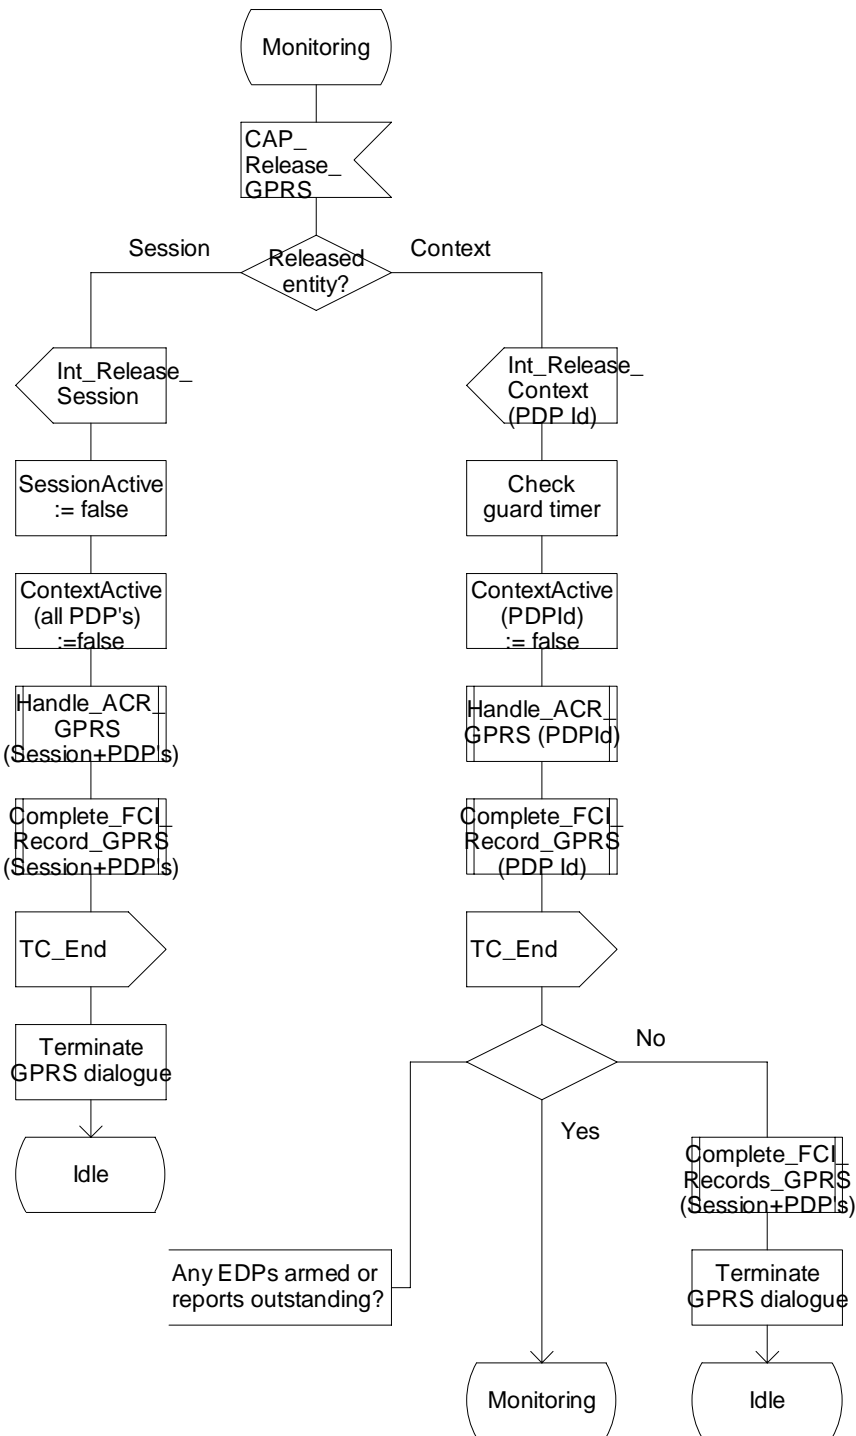 Monitoring
CAP_
Release_
GPRS
Released
entity?
Session
Context
Int_Release_
Session
SessionActive
:= false
ContextActive
(all PDP's)
:=false
Handle_ACR_
GPRS
(Session+PDP's)
Complete_FCI_
Record_GPRS
(Session+PDP's)
TC_End
Terminate
GPRS dialogue
Idle
Int_Release_
Context
(PDP Id)
Check
guard timer
ContextActive
(PDPId)
:= false
Handle_ACR_
GPRS (PDPId)
Complete_FCI_
Record_GPRS
(PDP Id)
TC_End
No
Yes
Any EDPs armed or
reports outstanding?
Monitoring
Complete_FCI_
Records_GPRS
(Session+PDP's)
Terminate
GPRS dialogue
Idle